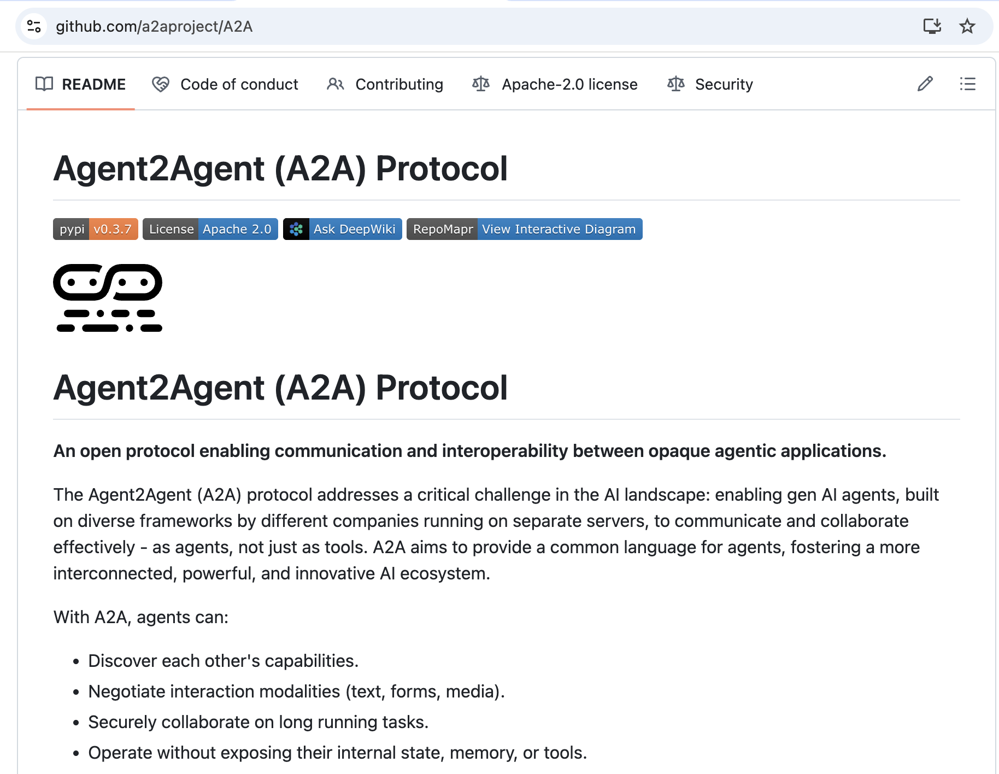 github.com/a2aproject/A2A
README
Code of conduct
Contributing
Apache-2.0 license
Security
Agent2Agent (A2A) Protocol
pypi v0.3.7
License Apache 2.0
Ask DeepWiki
RepoMapr View Interactive Diagram
Agent2Agent (A2A) Protocol
An open protocol enabling communication and interoperability between opaque agentic applications.
The Agent2Agent (A2A) protocol addresses a critical challenge in the AI landscape: enabling gen AI agents, built
on diverse frameworks by different companies running on separate servers, to communicate and collaborate
effectively - as agents, not just as tools. A2A aims to provide a common language for agents, fostering a more
interconnected, powerful, and innovative AI ecosystem.
With A2A, agents can:
• Discover each other's capabilities.
• Negotiate interaction modalities (text, forms, media).
• Securely collaborate on long running tasks.
• Operate without exposing their internal state, memory, or tools.